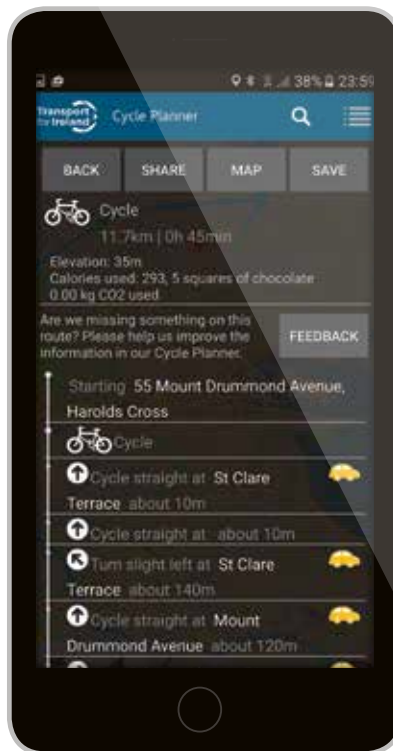 38% 23:59
Transport
for Ireland
Cycle Planner
BACK SHARE MAP SAVE
Cycle
11.7km | 0h 45min
Elevation: 35m
Calories used: 293, 5 squares of chocolate
0.00 kg CO2 used
Are we missing something on this
route? Please help us improve the
information in our Cycle Planner.
FEEDBACK
Starting 55 Mount Drummond Avenue,
Harolds Cross
Cycle
Cycle straight at St Clare
Terrace about 10m
Cycle straight at about 10m
Turn slight left at St Clare
Terrace about 140m
Cycle straight at Mount
Drummond Avenue about 120m